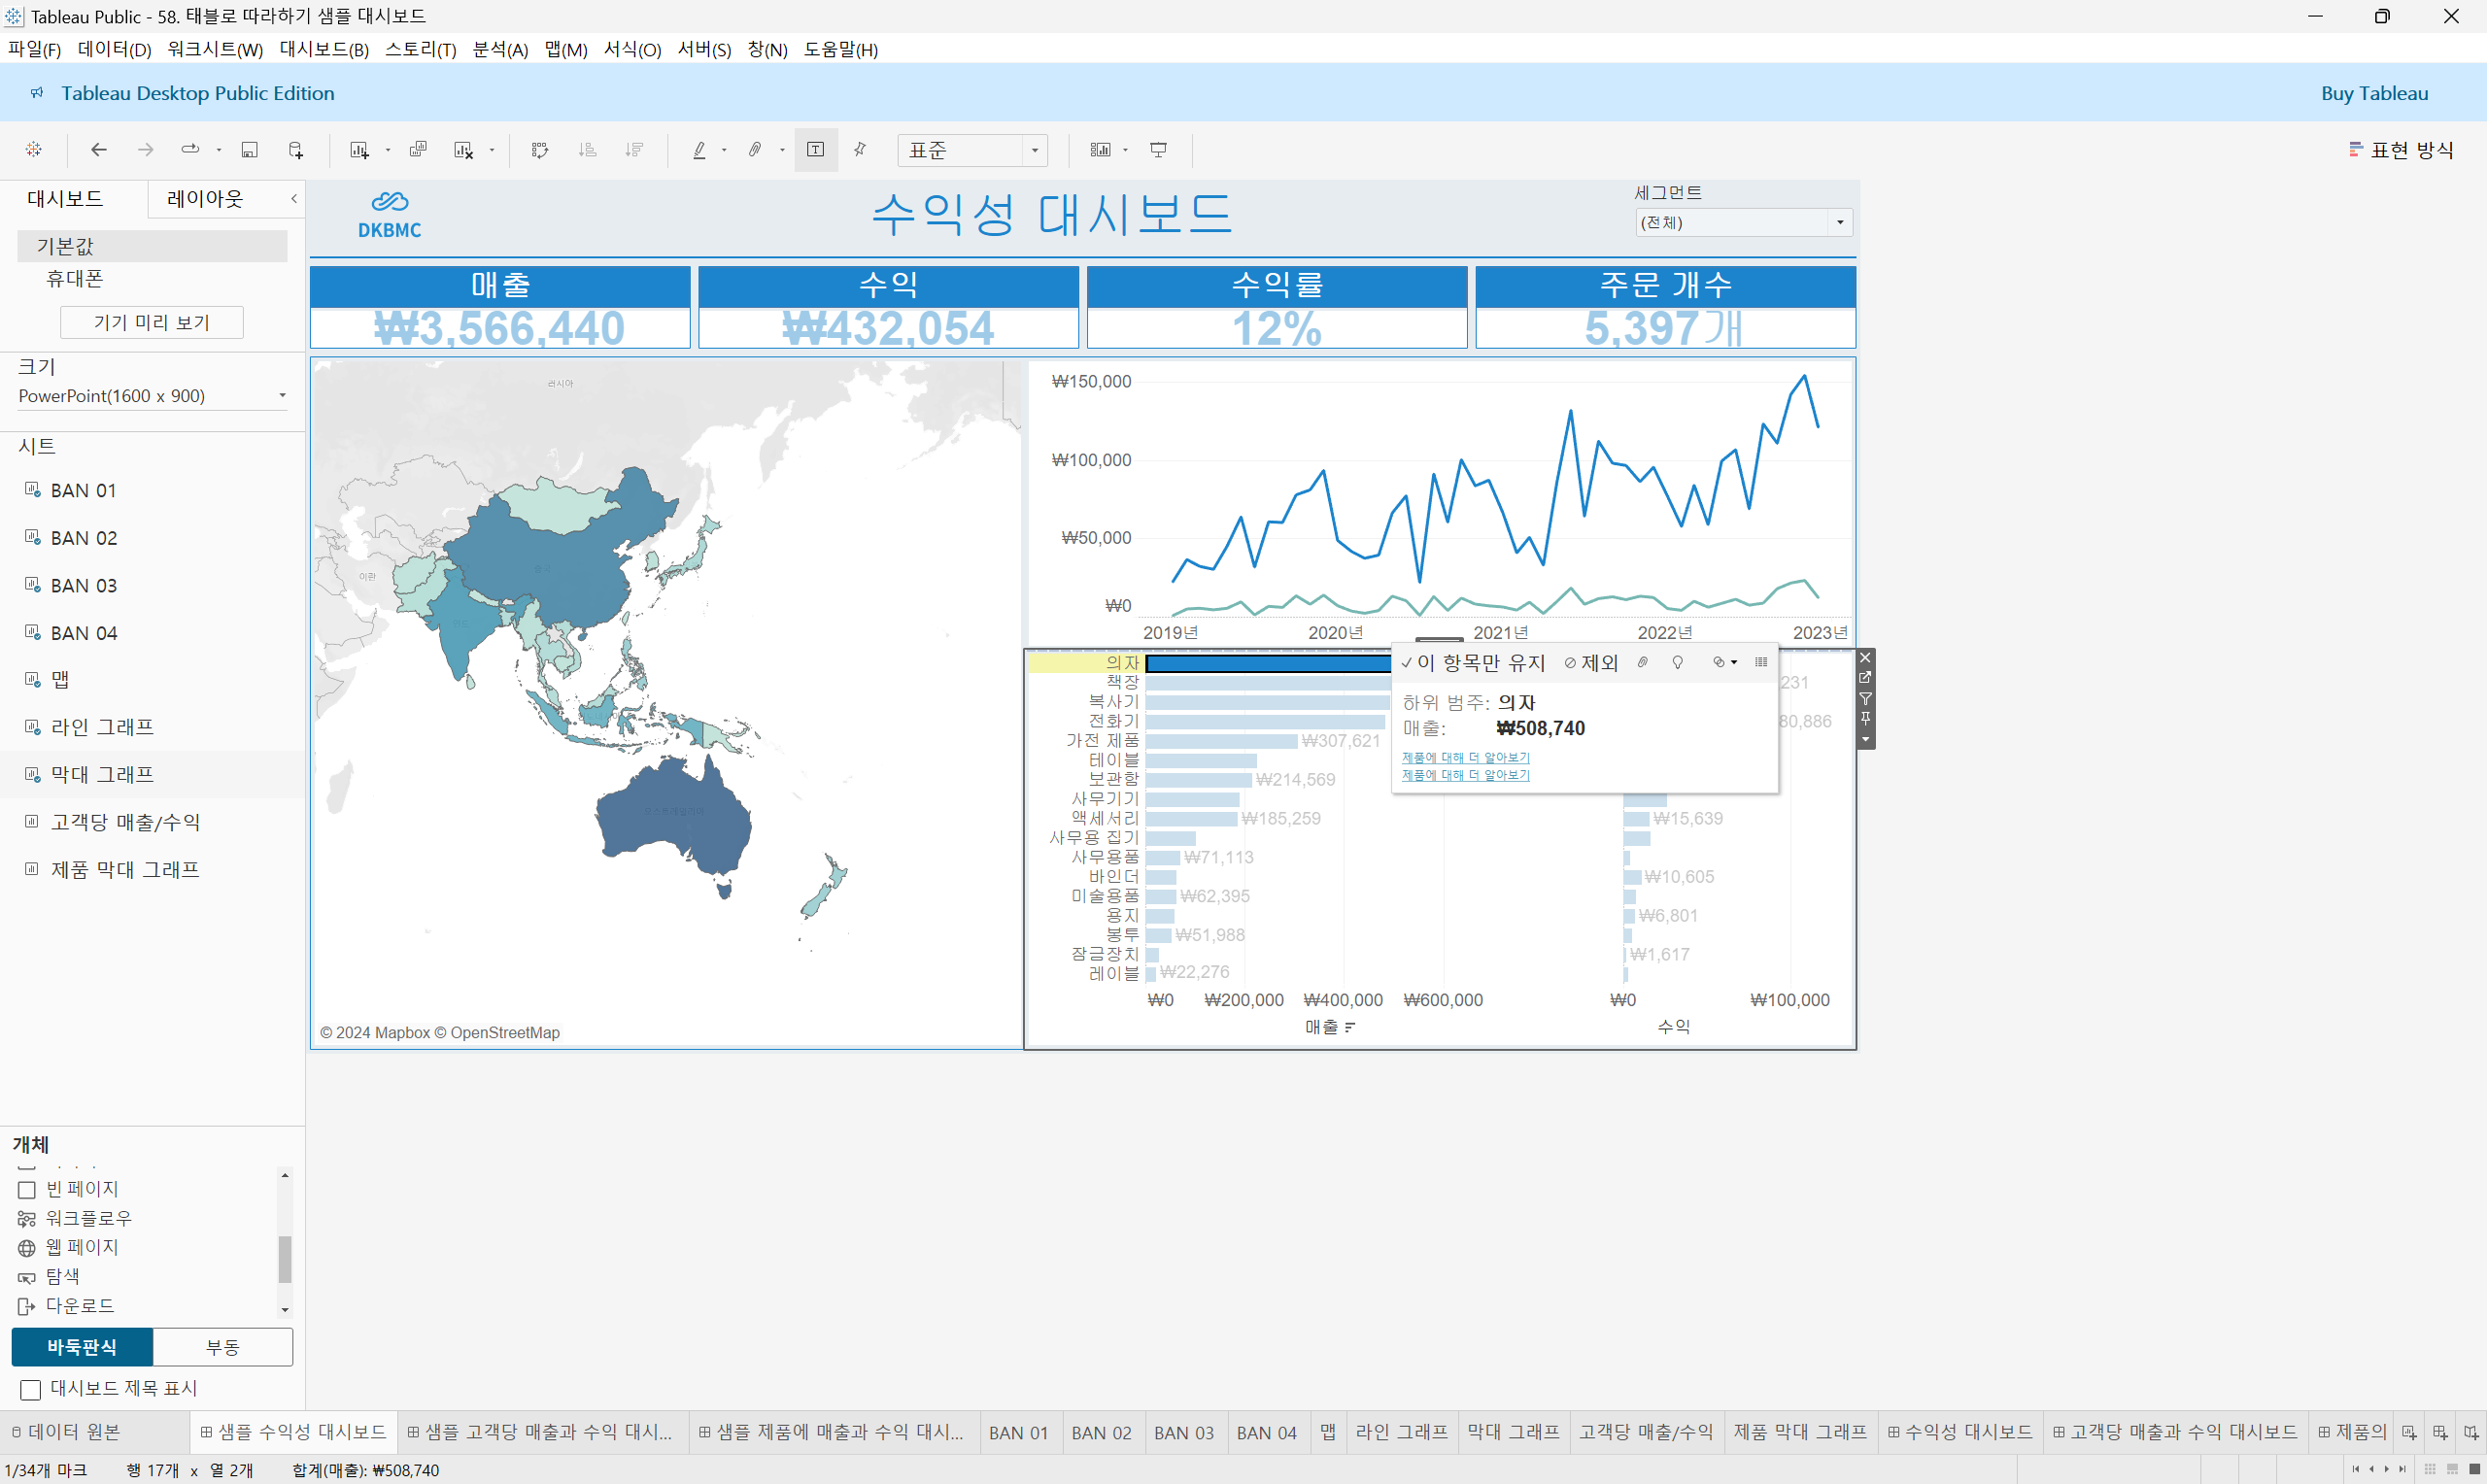 Tableau Public - 58. 태블로 따라하기 샘플 대시보드
파일(F) 데이터(D) 워크시트(W) 대시보드(B) 스토리(T) 분석(A) 맵(M) 서식(O) 서버(S) 창(N) 도움말(H)
Tableau Desktop Public Edition
Buy Tableau
표준
표현 방식
대시보드 레이아웃
기본값
휴대폰
기기 미리 보기
크기
PowerPoint(1600 x 900)
시트
BAN 01
BAN 02
BAN 03
BAN 04
맵
라인 그래프
막대 그래프
고객당 매출/수익
제품 막대 그래프
개체
빈 페이지
워크플로우
웹 페이지
탐색
다운로드
바둑판식 부동
대시보드 제목 표시
DKBMC
수익성 대시보드
세그먼트
(전체)
매출
₩3,566,440
수익
₩432,054
수익률
12%
주문 개수
5,397개
러시아
이란
© 2024 Mapbox © OpenStreetMap
₩150,000
₩100,000
₩50,000
₩0
2019년 2020년 2021년 2022년 2023년
의자
책장
복사기
전화기
가전 제품 ₩307,621
테이블
보관함 ₩214,569
사무기기
액세서리 ₩185,259 ₩15,639
사무용 집기
사무용품 ₩71,113
바인더 ₩10,605
미술용품 ₩62,395
용지 ₩6,801
봉투 ₩51,988
잠금장치 ₩1,617
레이블 ₩22,276
231
80,886
₩0 ₩200,000 ₩400,000 ₩600,000 ₩0 ₩100,000
매출 수익
이 항목만 유지 제외
하위 범주: 의자
매출: ₩508,740
제품에 대해 더 알아보기
제품에 대해 더 알아보기
데이터 원본 샘플 수익성 대시보드 샘플 고객당 매출과 수익 대시... 샘플 제품에 매출과 수익 대시... BAN 01 BAN 02 BAN 03 BAN 04 맵 라인 그래프 막대 그래프 고객당 매출/수익 제품 막대 그래프 수익성 대시보드 고객당 매출과 수익 대시보드 제품의
1/34개 마크 행 17개 x 열 2개 합계(매출): ₩508,740